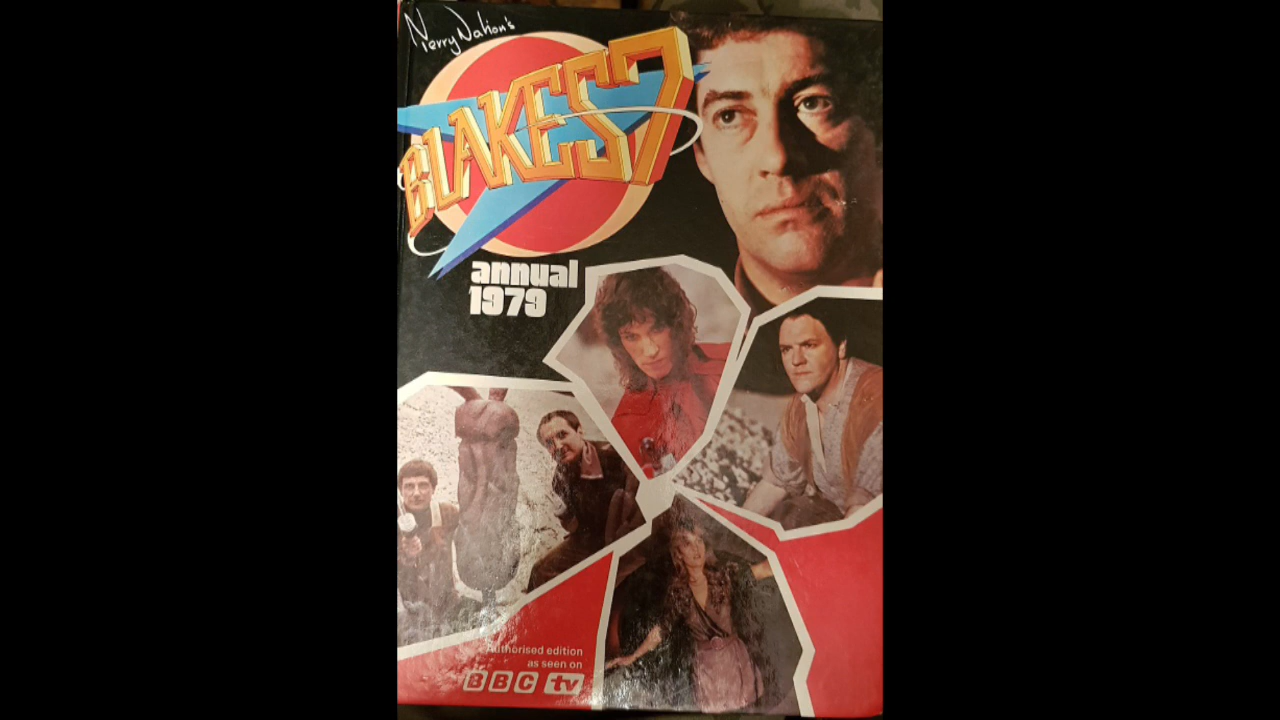 Terry Nation's
BLAKES 7
annual
1979
Authorised edition
as seen on
BBC tv